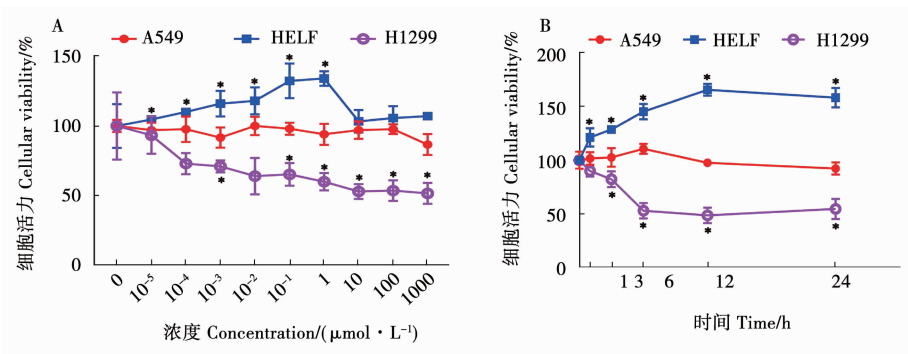 A
A549 HELF H1299
细胞活力 Cellular viability/%
150
100
50
0
0 10⁻⁵ 10⁻⁴ 10⁻³ 10⁻² 10⁻¹ 1 10 100 1000
浓度 Concentration/(μmol·L⁻¹)
B
A549 HELF H1299
细胞活力 Cellular viability/%
200
150
100
50
0
1 3 6 12 24
时间 Time/h